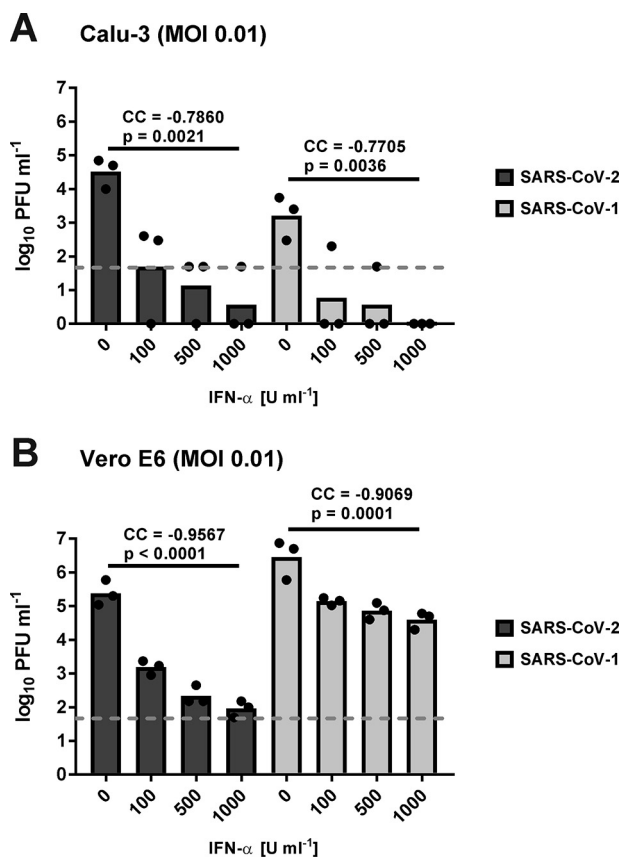 A Calu-3 (MOI 0.01)
CC = -0.7860
p = 0.0021
CC = -0.7705
p = 0.0036
log10 PFU ml-1
7
6
5
4
3
2
1
0
0 100 500 1000 0 100 500 1000
IFN-α [U ml-1]
SARS-CoV-2
SARS-CoV-1
B Vero E6 (MOI 0.01)
CC = -0.9567
p < 0.0001
CC = -0.9069
p = 0.0001
log10 PFU ml-1
7
6
5
4
3
2
1
0
0 100 500 1000 0 100 500 1000
IFN-α [U ml-1]
SARS-CoV-2
SARS-CoV-1